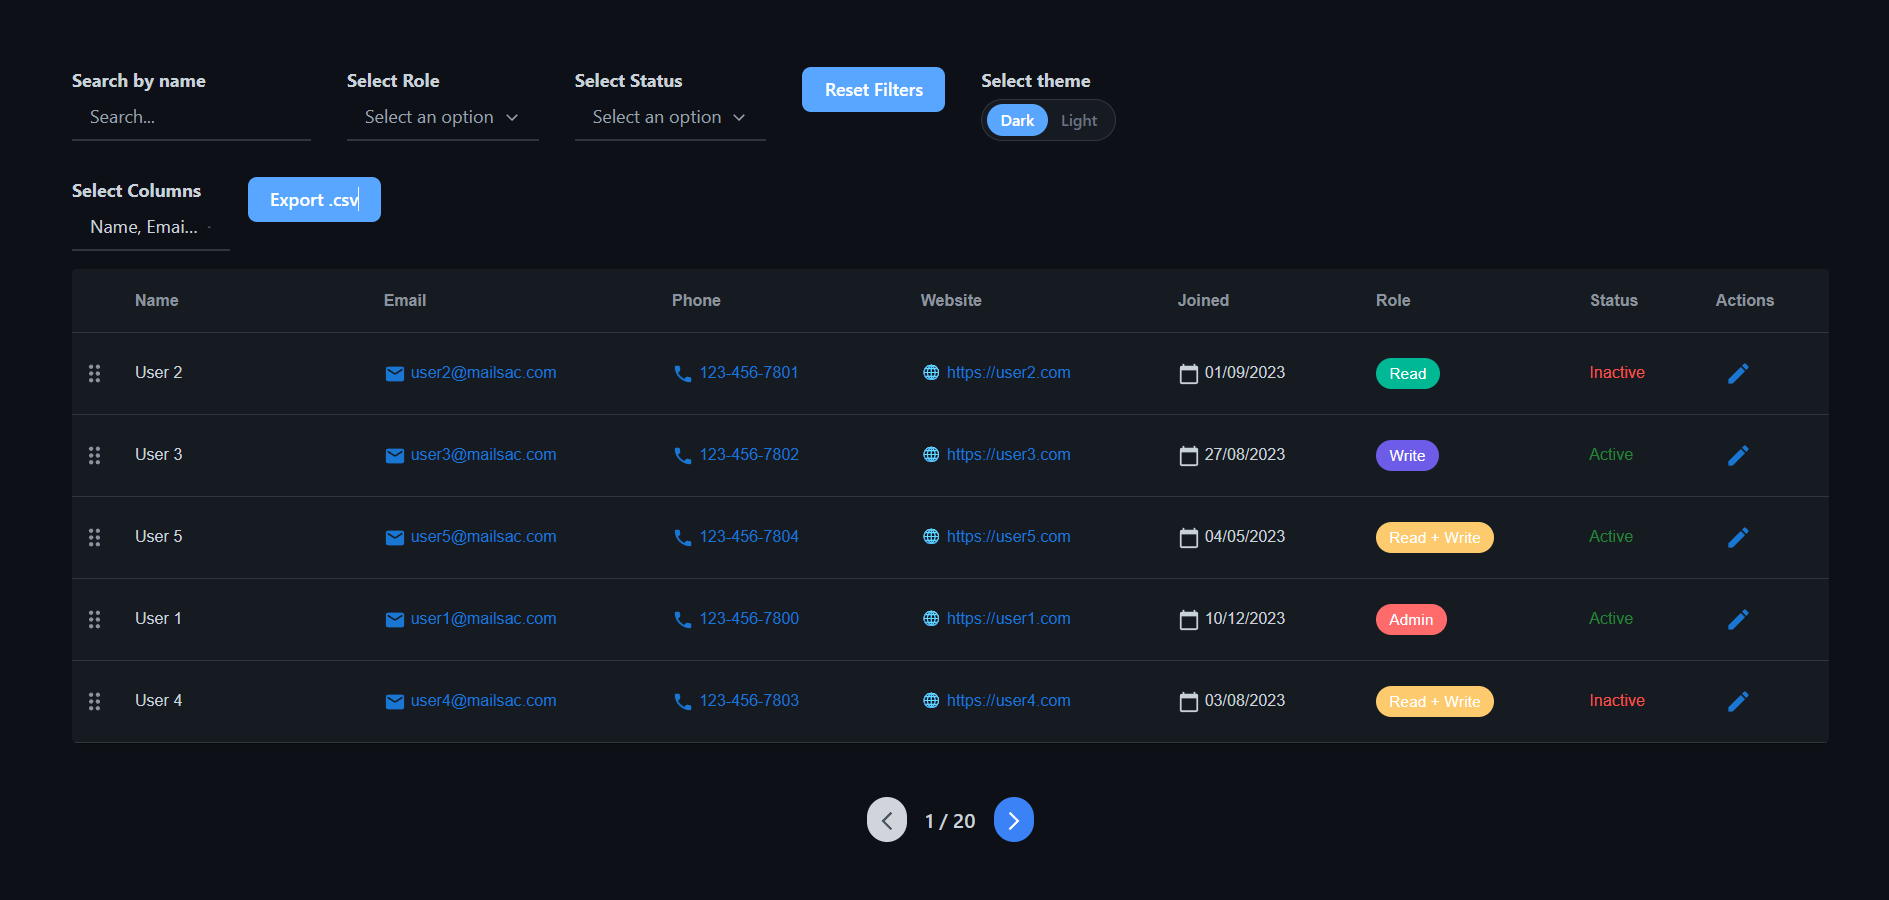 Search by name
Search...
Select Role
Select an option
Select Status
Select an option
Reset Filters
Select theme
Dark Light
Select Columns
Name, Emai...
Export .csv
Name Email Phone Website Joined Role Status Actions
User 2 user2@mailsac.com 123-456-7801 https://user2.com 01/09/2023 Read Inactive
User 3 user3@mailsac.com 123-456-7802 https://user3.com 27/08/2023 Write Active
User 5 user5@mailsac.com 123-456-7804 https://user5.com 04/05/2023 Read + Write Active
User 1 user1@mailsac.com 123-456-7800 https://user1.com 10/12/2023 Admin Active
User 4 user4@mailsac.com 123-456-7803 https://user4.com 03/08/2023 Read + Write Inactive
1 / 20